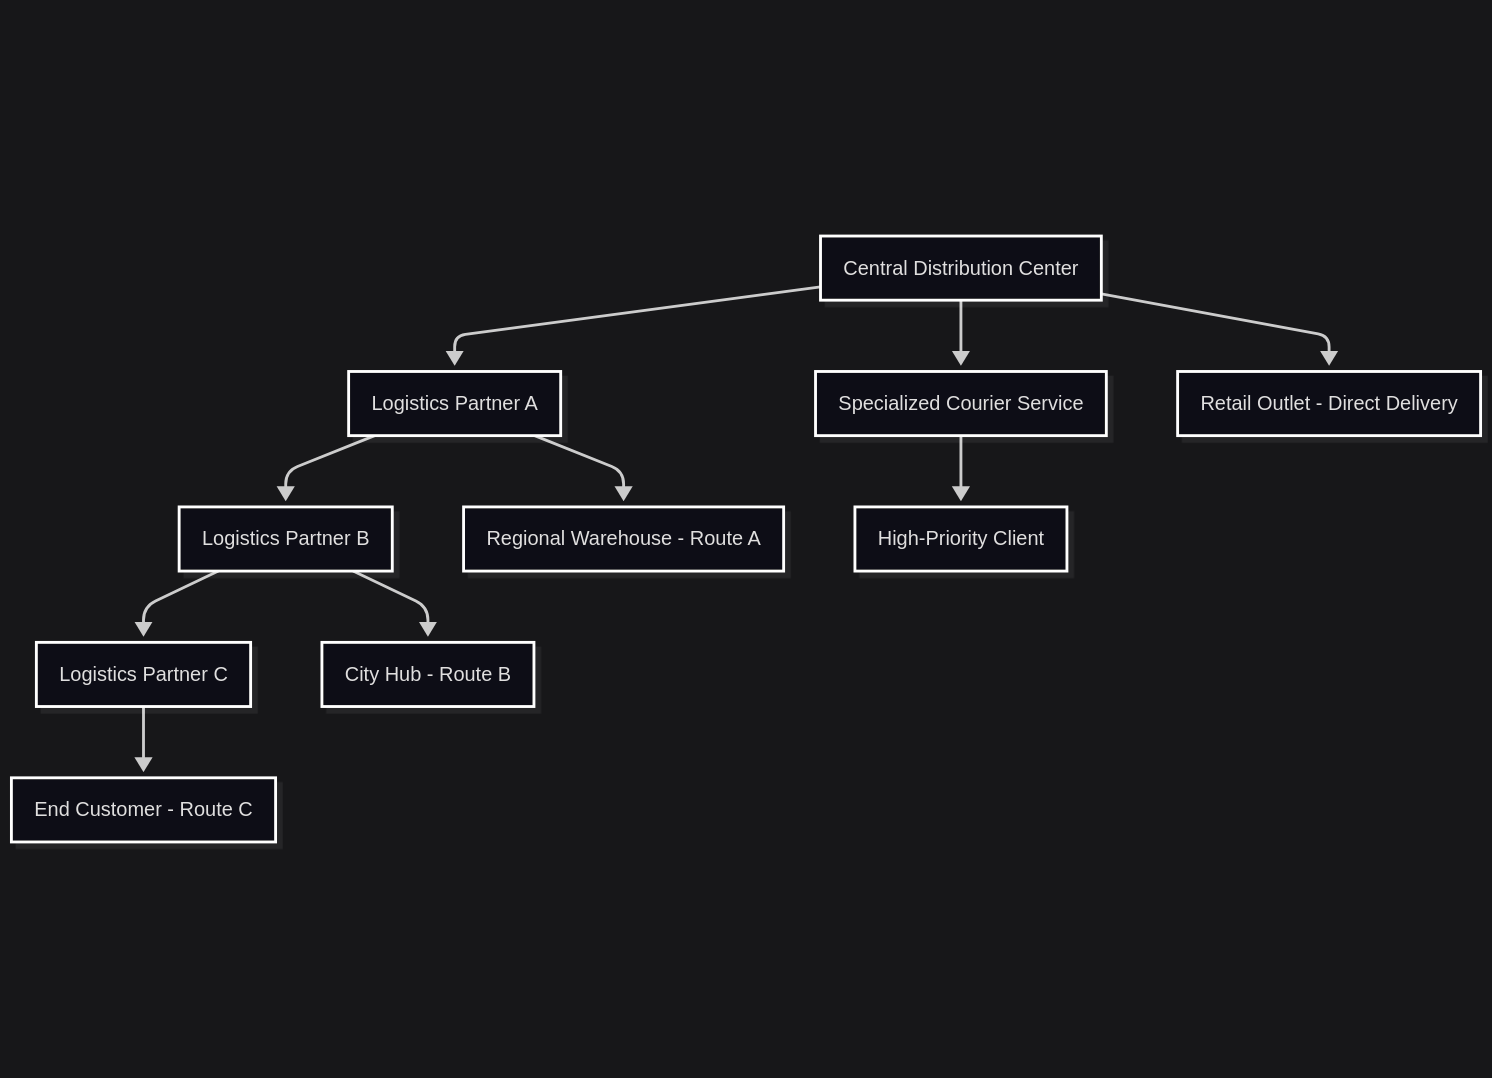 Central Distribution Center
Logistics Partner A
Specialized Courier Service
Retail Outlet - Direct Delivery
Logistics Partner B
Regional Warehouse - Route A
High-Priority Client
Logistics Partner C
City Hub - Route B
End Customer - Route C